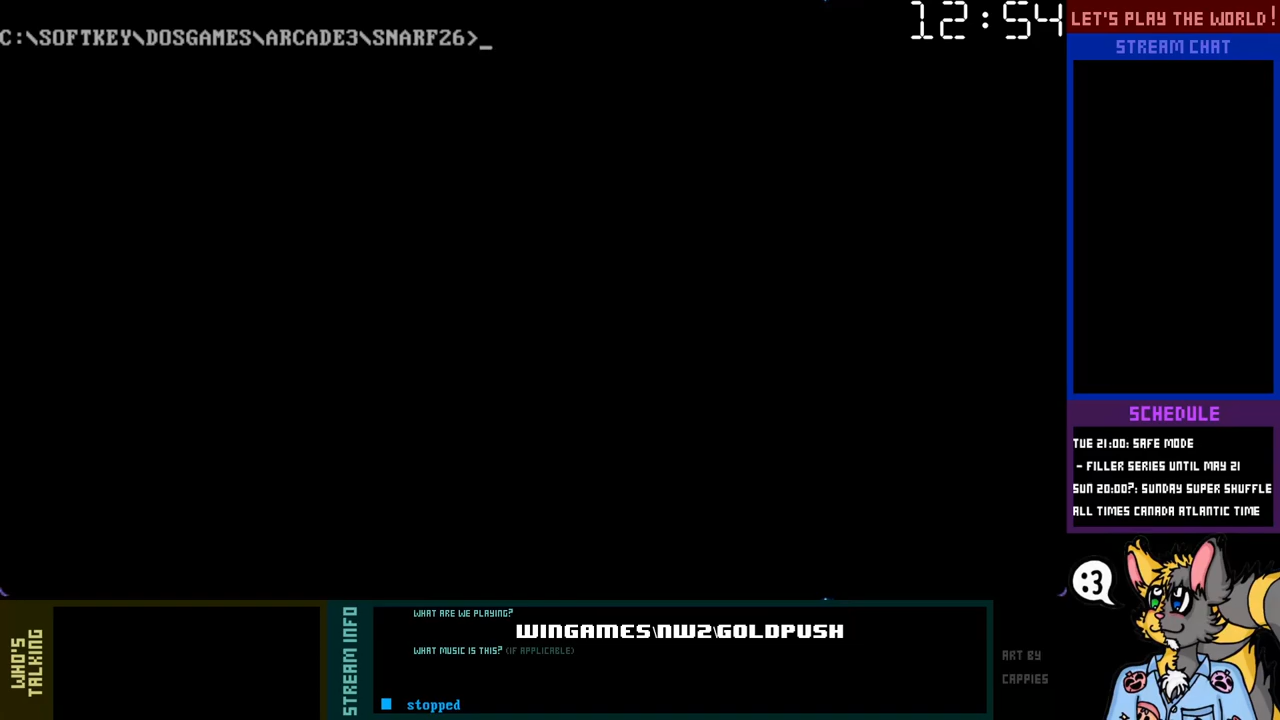 C:\SOFTKEY\DOSGAMES\ARCADE3\SNARF26>_
12:54
LET'S PLAY THE WORLD!
STREAM CHAT
SCHEDULE
TUE 21:00: SAFE MODE
- FILLER SERIES UNTIL MAY 21
SUN 20:00?: SUNDAY SUPER SHUFFLE
ALL TIMES CANADA ATLANTIC TIME
:3
WHO'S
TALKING
STREAM INFO
WHAT ARE WE PLAYING?
WINGAMES\NW2\GOLDPUSH
WHAT MUSIC IS THIS? (IF APPLICABLE)
stopped
ART BY
CAPPIES